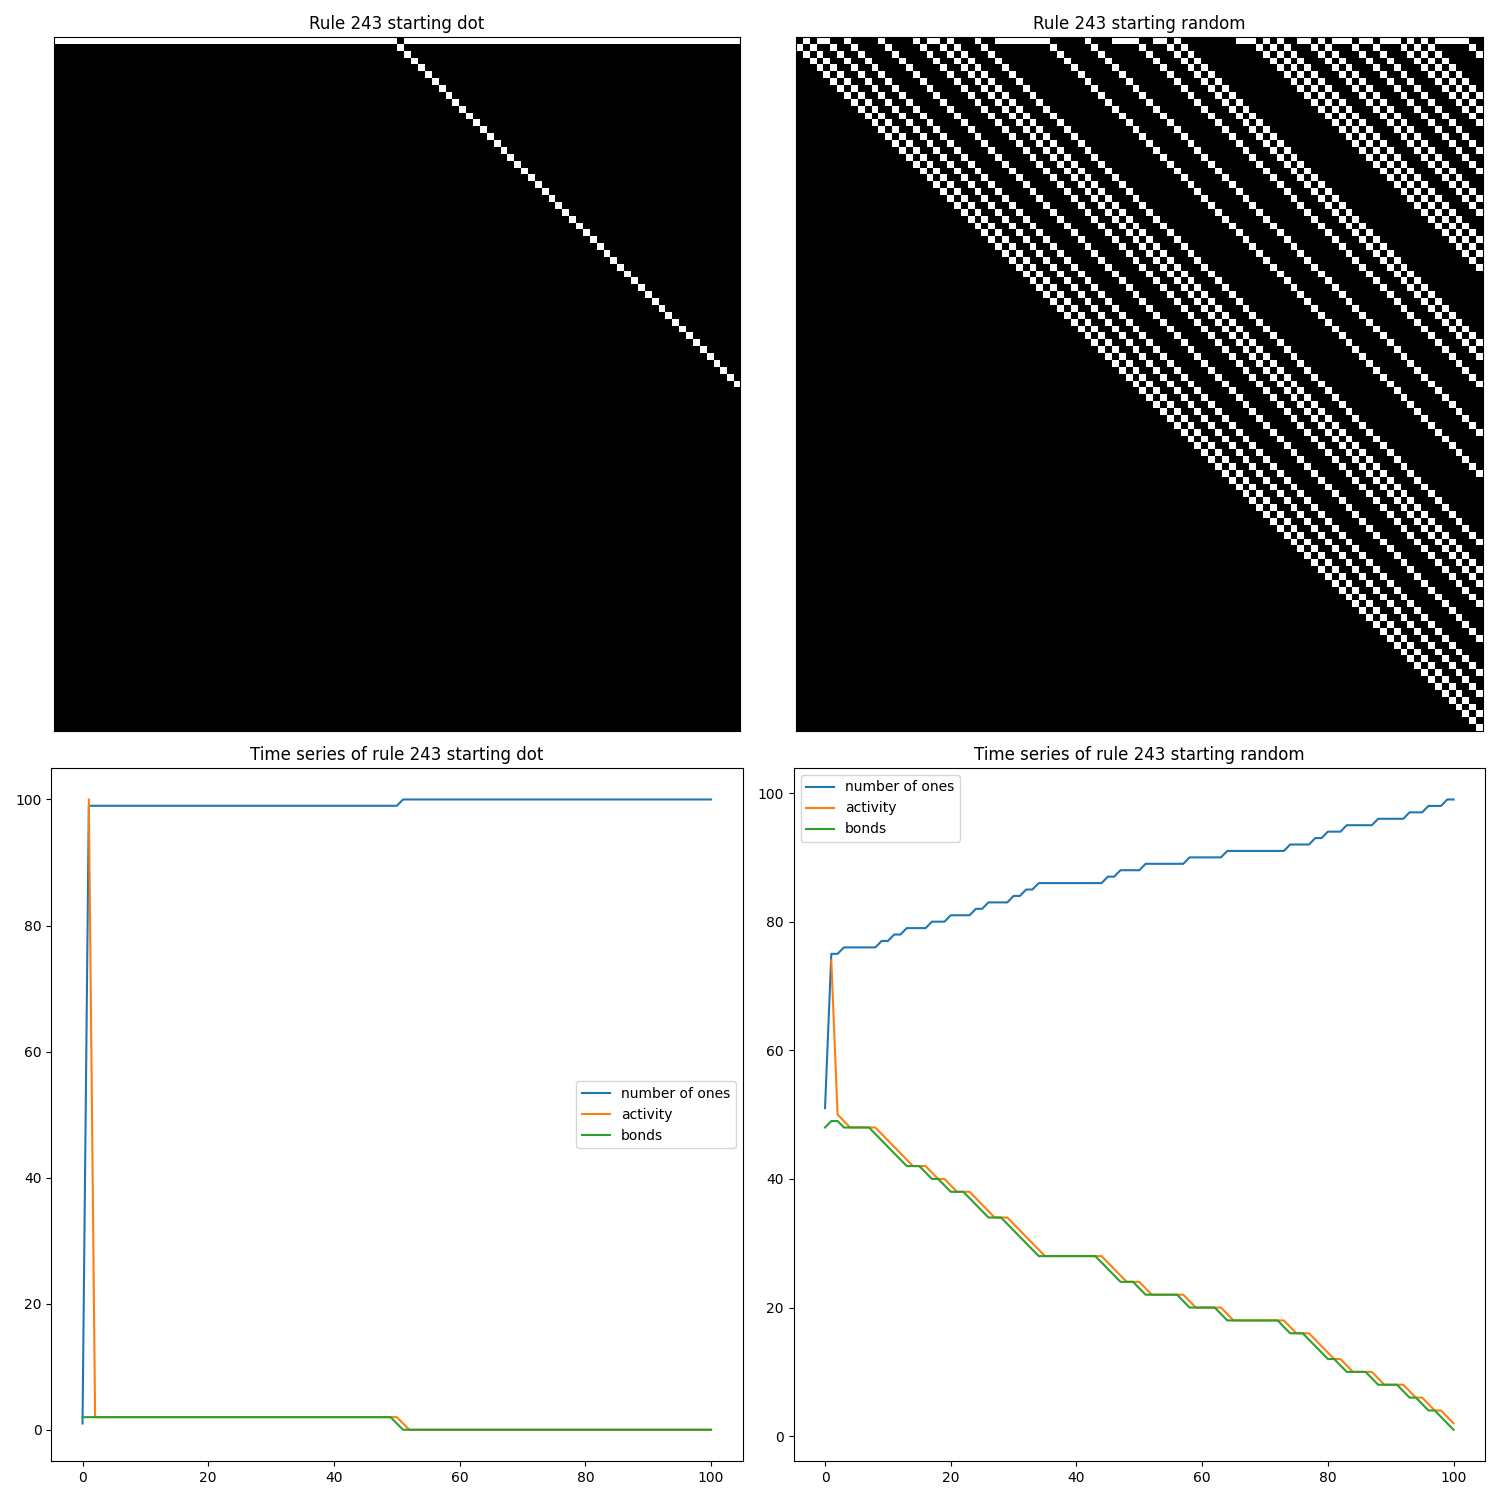 Rule 243 starting dot
Rule 243 starting random
Time series of rule 243 starting dot
100
80
60
40
20
0
0 20 40 60 80 100
number of ones
activity
bonds
Time series of rule 243 starting random
100
80
60
40
20
0
0 20 40 60 80 100
number of ones
activity
bonds